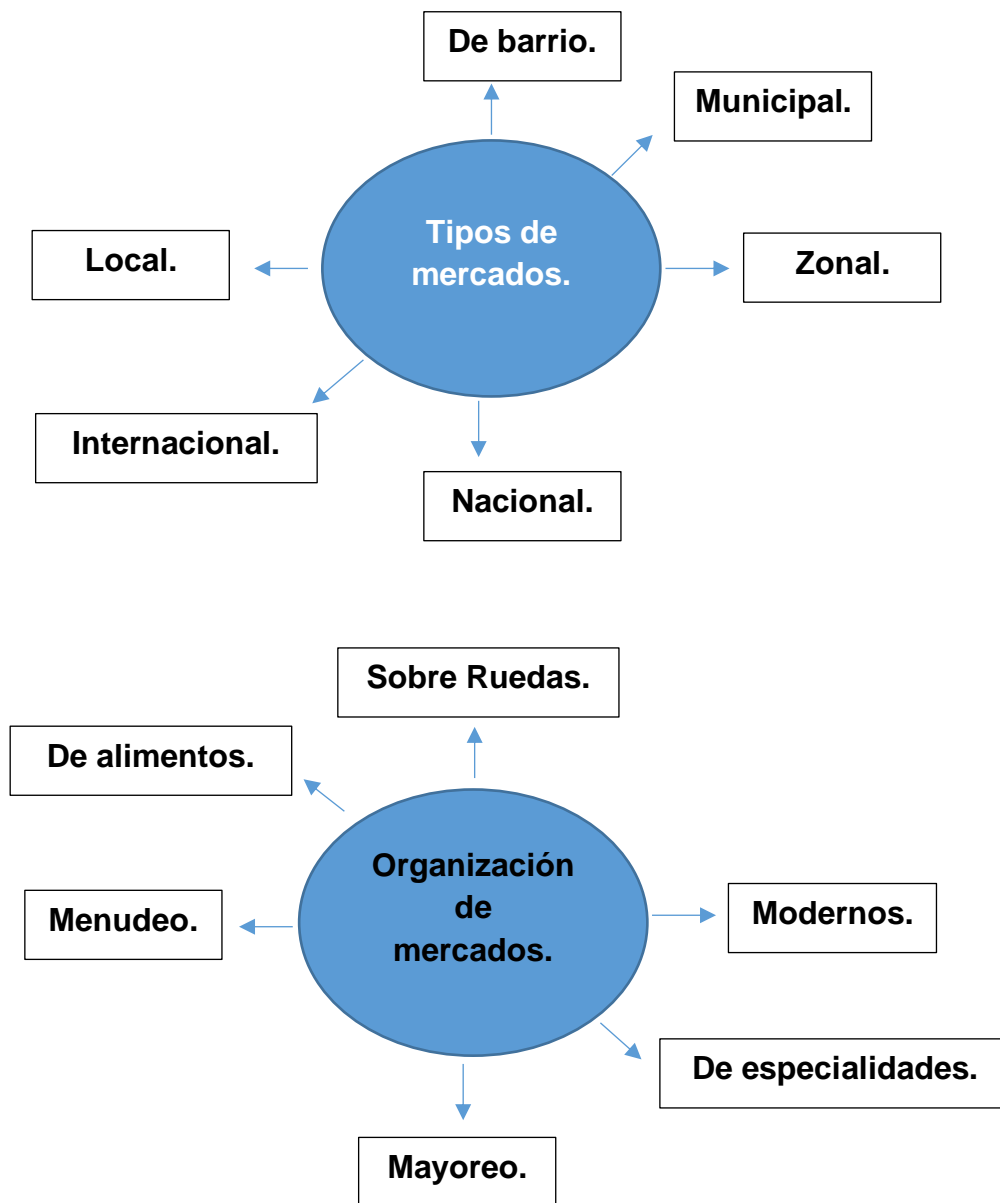 De barrio.
Municipal.
Tipos de
mercados.
Local.
Zonal.
Internacional.
Nacional.
Sobre Ruedas.
De alimentos.
Organización
de
mercados.
Menudeo.
Modernos.
De especialidades.
Mayoreo.